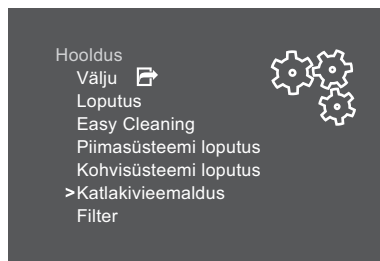 Hooldus
Välju
Loputus
Easy Cleaning
Piimasüsteemi loputus
Kohvisüsteemi loputus
>Katlakivieemaldus
Filter